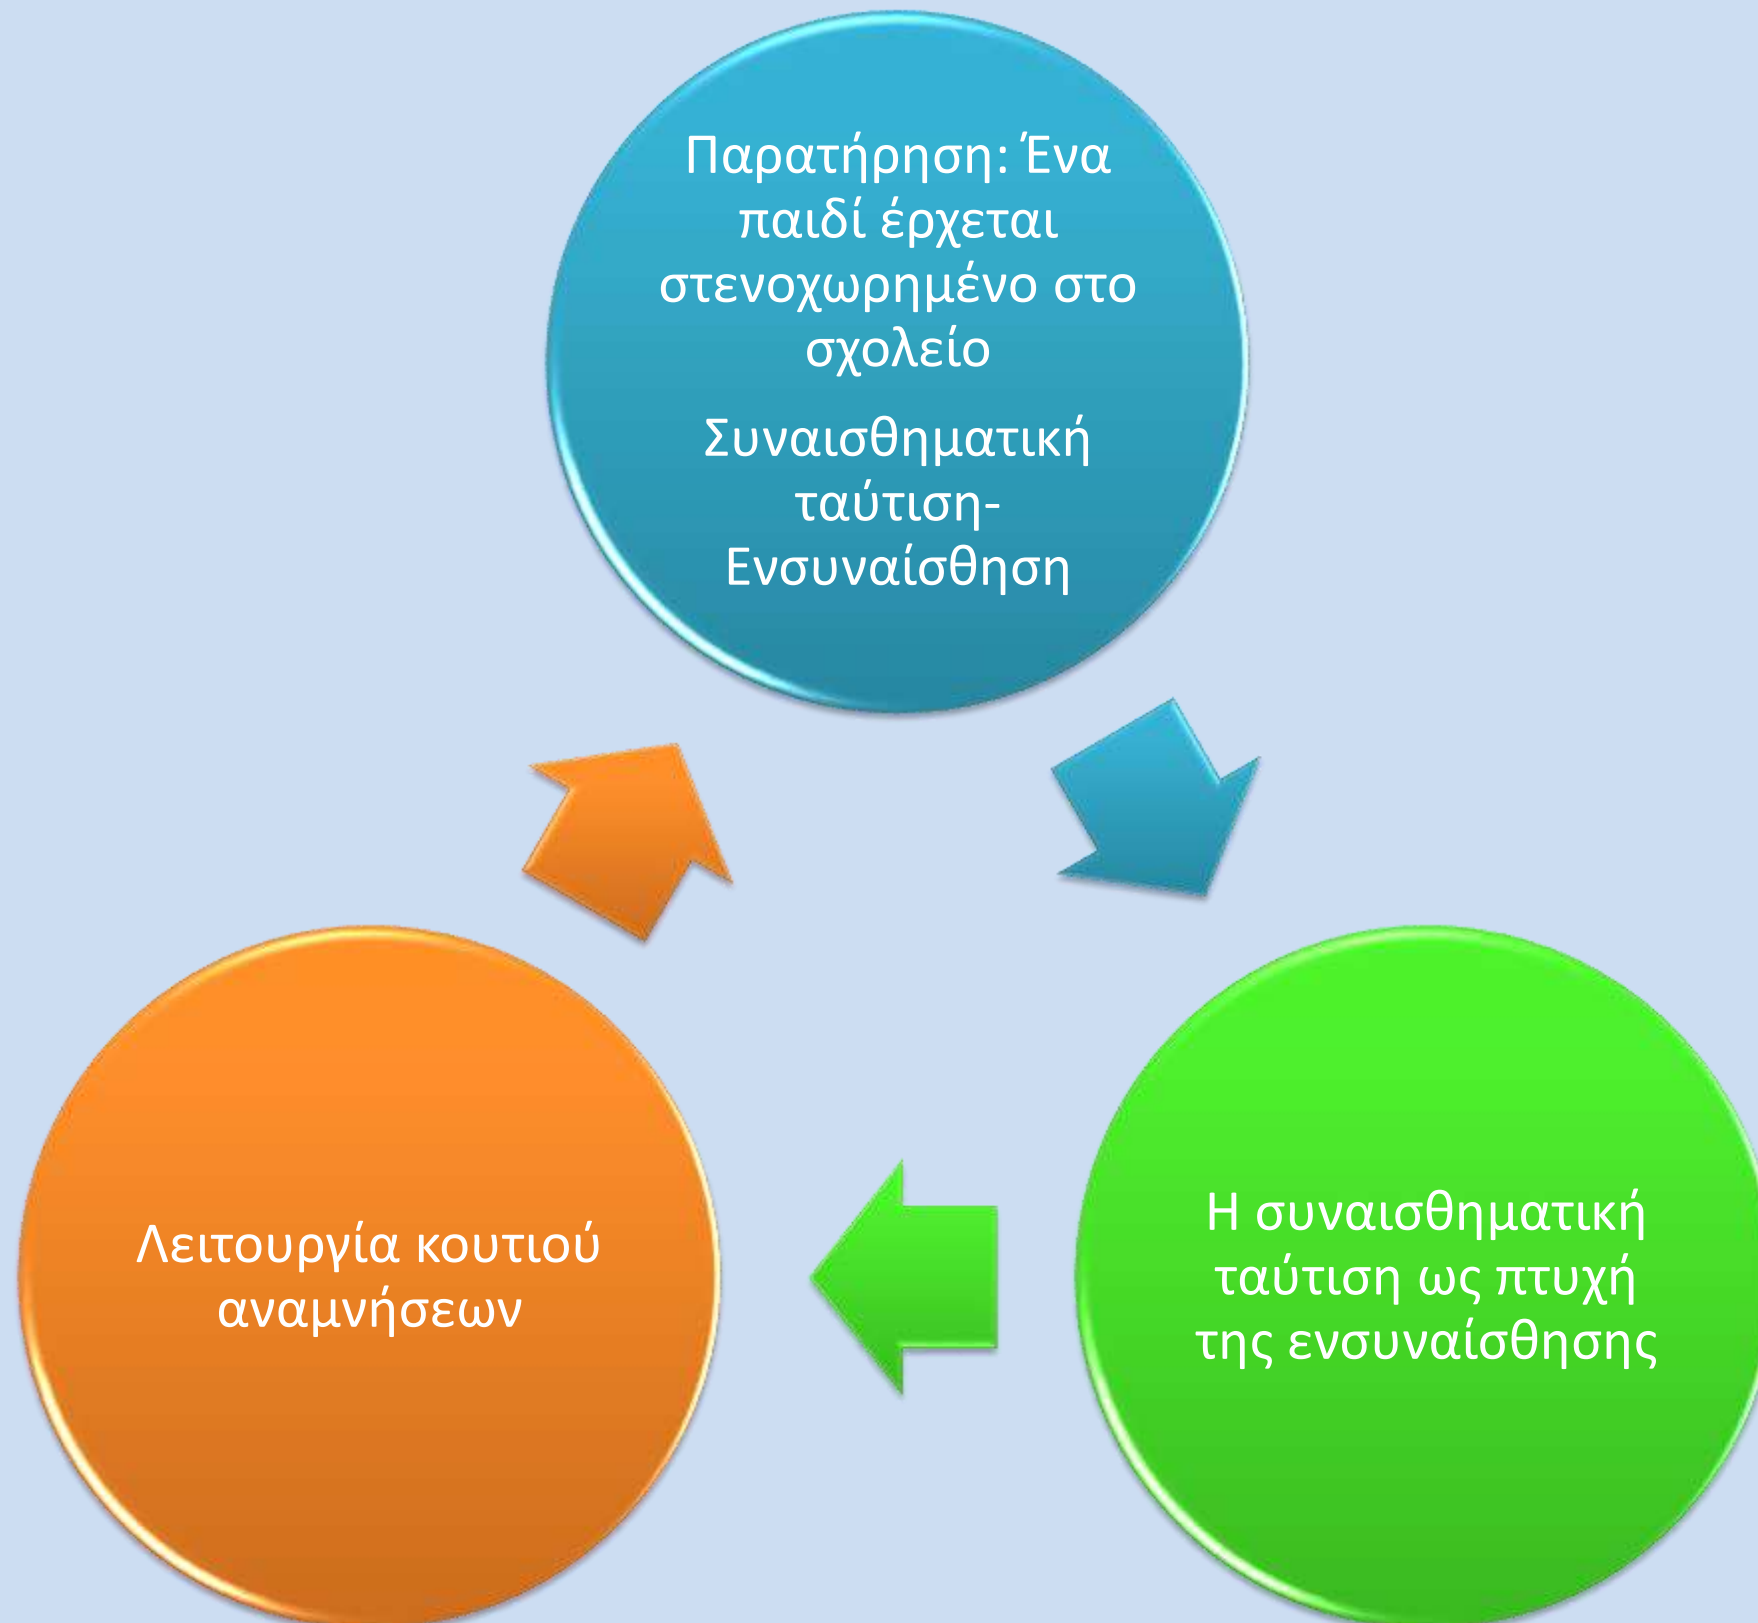 Παρατήρηση: Ένα
παιδί έρχεται
στενοχωρημένο στο
σχολείο
Συναισθηματική
ταύτιση-
Ενσυναίσθηση
Η συναισθηματική
ταύτιση ως πτυχή
της ενσυναίσθησης
Λειτουργία κουτιού
αναμνήσεων